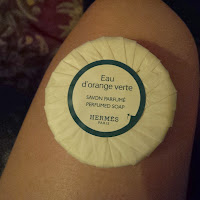 Eau
d'orange verte
SAVON PARFUMÉ
PERFUMED SOAP
HERMÈS
PARIS